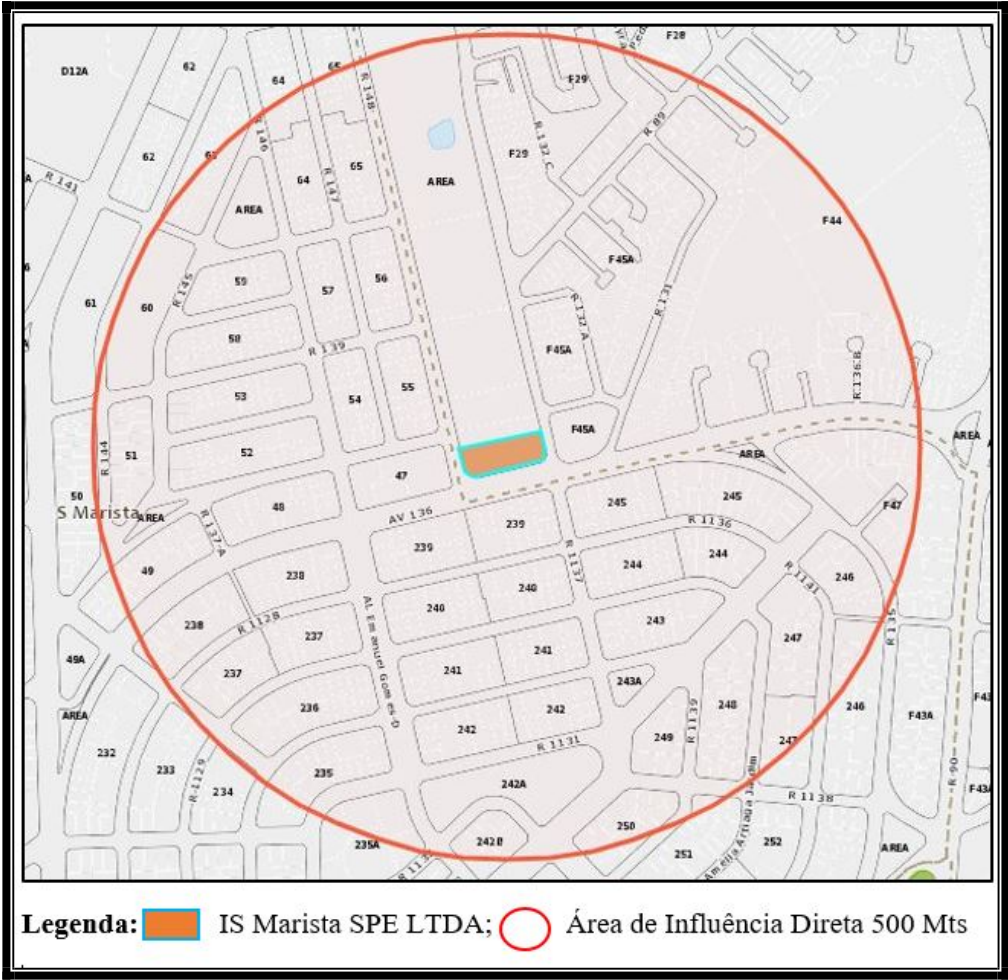 D12A
62
64
65
F28
F29
R 148
R 146
62
61
64
R 147
65
AREA
F29
R 132 C
R 89
R 141
AREA
F44
61
60
R 145
59
57
56
F45A
R 132 A
R 131
58
R 139
F45A
R 136 B
53
54
55
R 144
51
52
47
F45A
AREA
AREA
50
S Marista
AREA
48
R 137-A
AV 136
239
239
245
245
R 1136
F47
49
238
R 1137
244
244
R 1141
246
238
R 1128
237
AL Emanuel Gomes D
240
240
243
R 135
49A
237
241
241
243A
247
AREA
236
242
242
249
R 1139
248
246
F43A
232
233
R 1129
234
235
R 1131
242A
247
R 90
R 1138
235A
242B
250
251
Amélia Arriaga Jardim
252
AREA
Legenda: IS Marista SPE LTDA; Área de Influência Direta 500 Mts